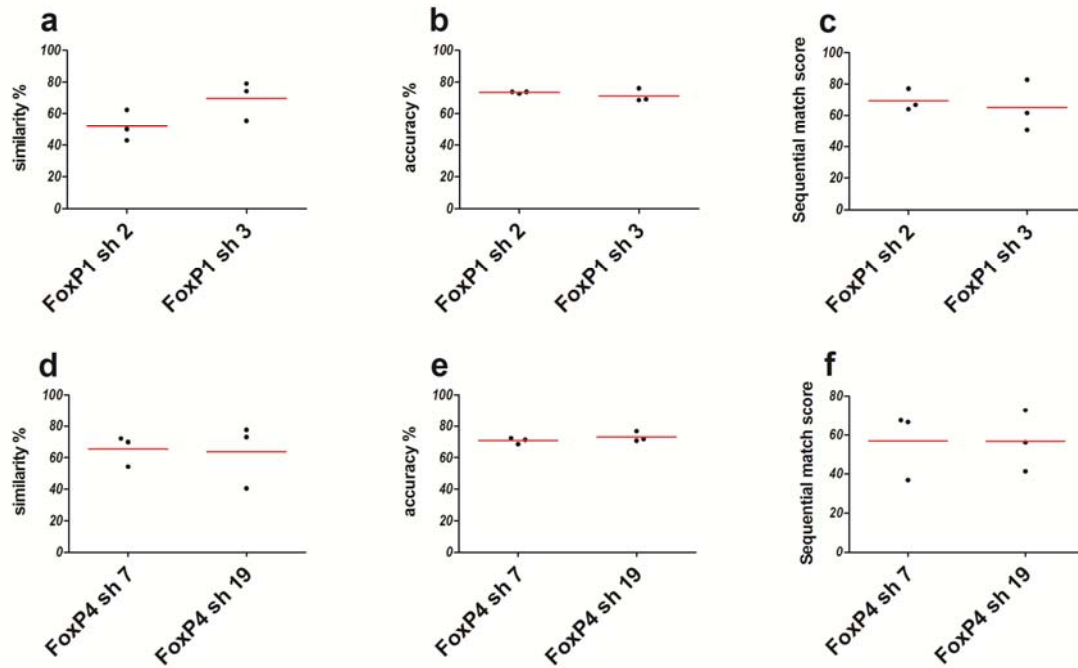 a
similarity %
100
80
60
40
20
0
FoxP1 sh 2
FoxP1 sh 3
b
accuracy %
100
80
60
40
20
0
FoxP1 sh 2
FoxP1 sh 3
c
Sequential match score
100
80
60
40
20
0
FoxP1 sh 2
FoxP1 sh 3
d
similarity %
100
80
60
40
20
0
FoxP4 sh 7
FoxP4 sh 19
e
accuracy %
100
80
60
40
20
0
FoxP4 sh 7
FoxP4 sh 19
f
Sequential match score
80
60
40
20
0
FoxP4 sh 7
FoxP4 sh 19